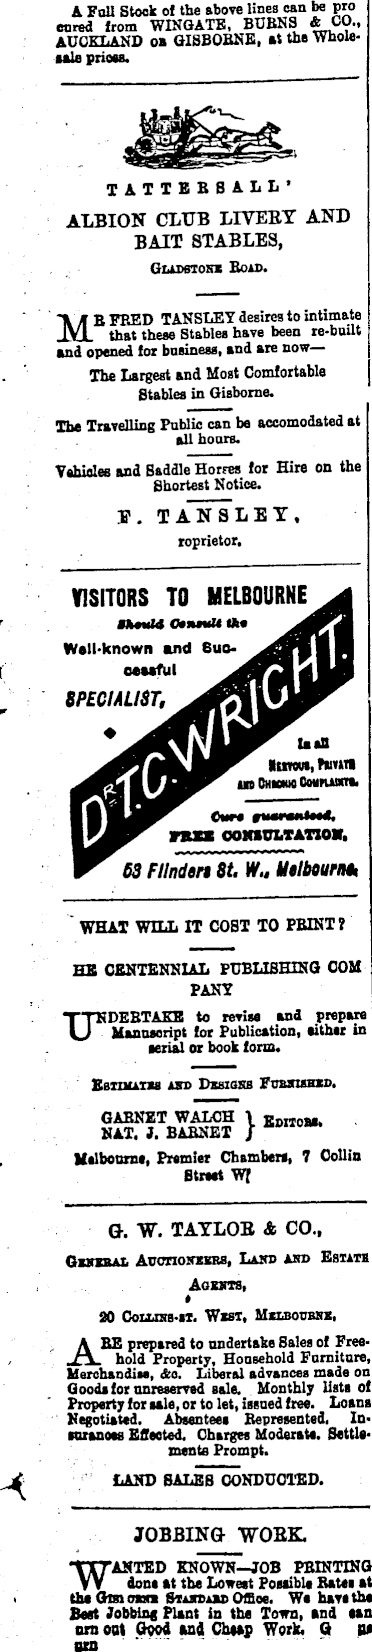 A Full Stock of the above lines can be pro
cured from WINGATE, BURNS & CO.,
AUCKLAND or GISBORNE, at the Whole-
sale prices.
TATTERSALL'
ALBION CLUB LIVERY AND
BAIT STABLES,
GLADSTONE ROAD.
MR FRED TANSLEY desires to intimate
that these Stables have been re-built
and opened for business, and are now—
The Largest and Most Comfortable
Stables in Gisborne.
The Travelling Public can be accomodated at
all hours.
Vehicles and Saddle Horses for Hire on the
Shortest Notice.
F. TANSLEY,
roprietor.
VISITORS TO MELBOURNE
Should Consult the
Well-known and Suc-
cessful
SPECIALIST,
DR. T.C. WRIGHT.
In all
NERVOUS, PRIVATE
AND CHRONIC COMPLAINTS.
Cure guaranteed.
FREE CONSULTATION.
53 Flinders St. W., Melbourne.
WHAT WILL IT COST TO PRINT?
HE CENTENNIAL PUBLISHING COM
PANY
UNDERTAKE to revise and prepare
Manuscript for Publication, either in
serial or book form.
ESTIMATES AND DESIGNS FURNISHED.
GARNET WALCH } EDITORS.
NAT. J. BARNET
Melbourne, Premier Chambers, 7 Collin
Street W
G. W. TAYLOR & CO.,
GENERAL AUCTIONEERS, LAND AND ESTATE
AGENTS,
20 COLLINS-ST. WEST, MELBOURNE,
ARE prepared to undertake Sales of Free-
hold Property, Household Furniture,
Merchandise, &c. Liberal advances made on
Goods for unreserved sale. Monthly lists of
Property for sale, or to let, issued free. Loans
Negotiated. Absentees Represented. In-
surances Effected. Charges Moderate. Settle-
ments Prompt.
LAND SALES CONDUCTED.
JOBBING WORK.
WANTED KNOWN—JOB PRINTING
done at the Lowest Possible Rates at
the STANDARD Office. We have the
Best Jobbing Plant in the Town, and can
urn out Good and Cheap Work. G
urn